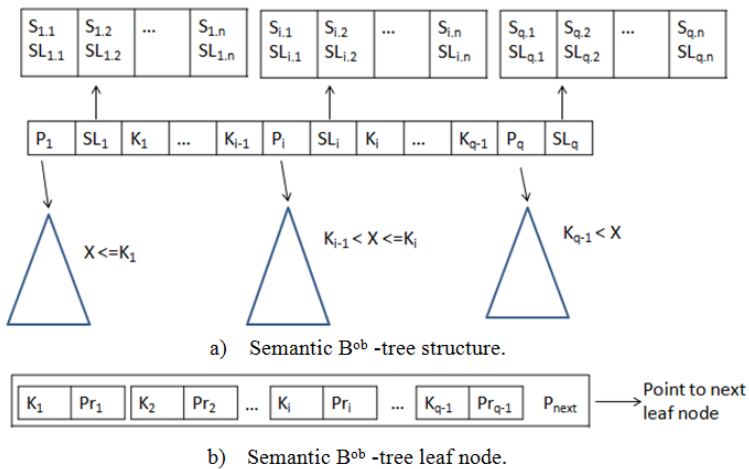 S1.1 S1.2 ... S1.n Si.1 Si.2 ... Si.n Sq.1 Sq.2 ... Sq.n
SL1.1 SL1.2 SL1.n SLi.1 SLi.2 SLi.n SLq.1 SLq.2 SLq.n
P1 SL1 K1 ... Ki-1 Pi SLi Ki ... Kq-1 Pq SLq
X <=K1
Ki-1 < X <=Ki
Kq-1 < X
a) Semantic Bob -tree structure.
K1 Pr1 K2 Pr2 ... Ki Pri ... Kq-1 Prq-1 Pnext
Point to next
leaf node
b) Semantic Bob -tree leaf node.